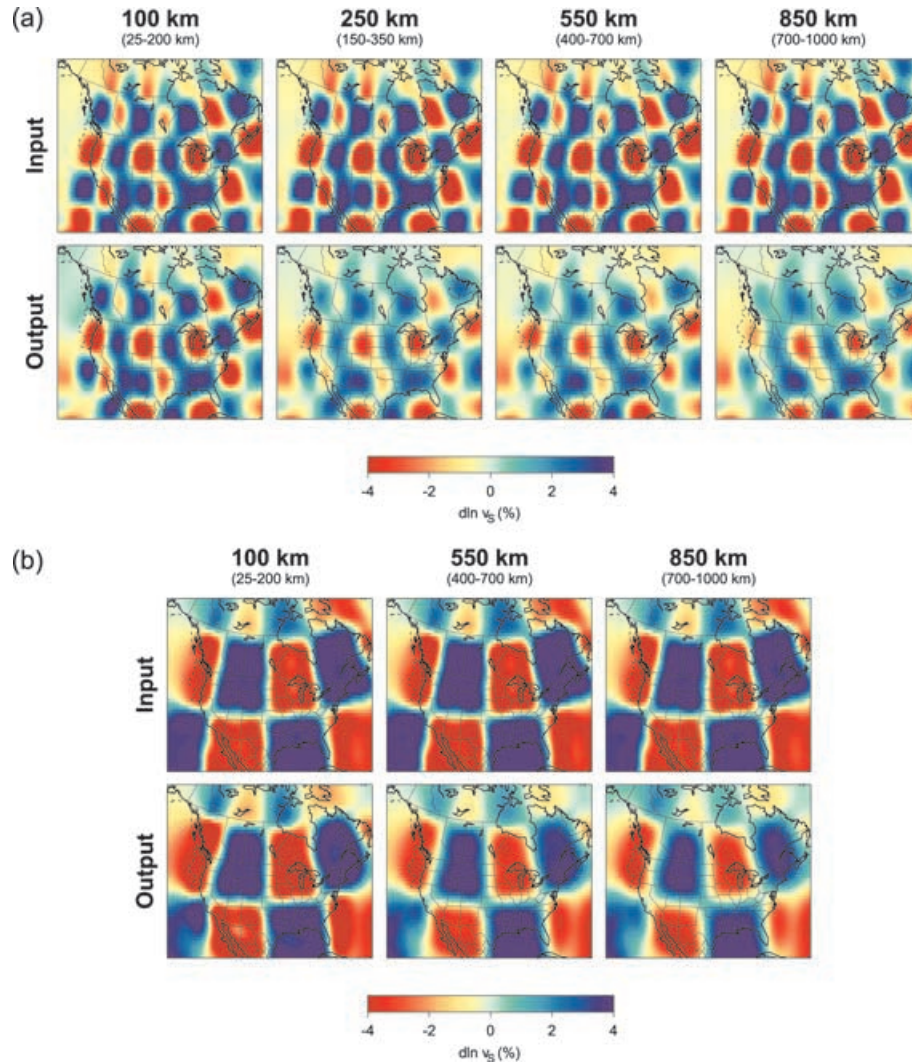 (a)
100 km 250 km 550 km 850 km
(25-200 km) (150-350 km) (400-700 km) (700-1000 km)
Input
Output
-4 -2 0 2 4
dln vS (%)
(b)
100 km 550 km 850 km
(25-200 km) (400-700 km) (700-1000 km)
Input
Output
-4 -2 0 2 4
dln vS (%)